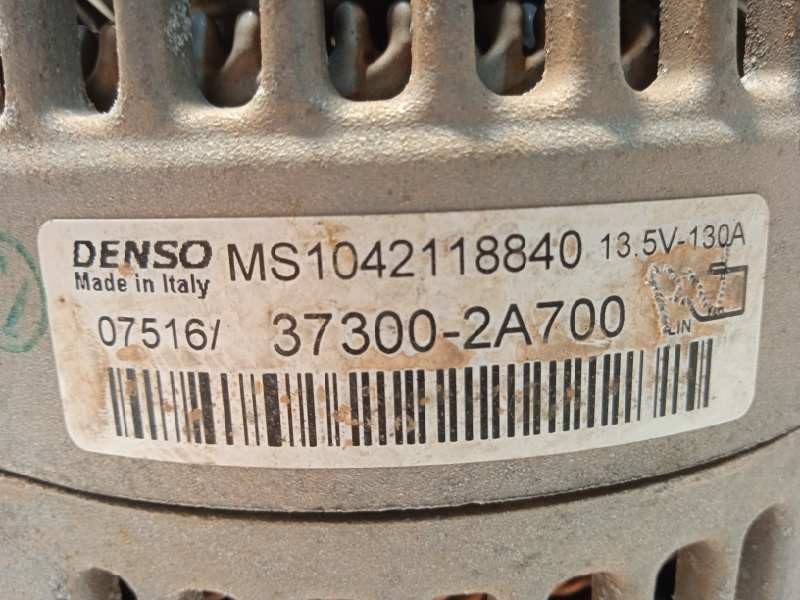 DENSO MS1042118840 13.5V-130A
Made in Italy
07516/ 37300-2A700
LIN